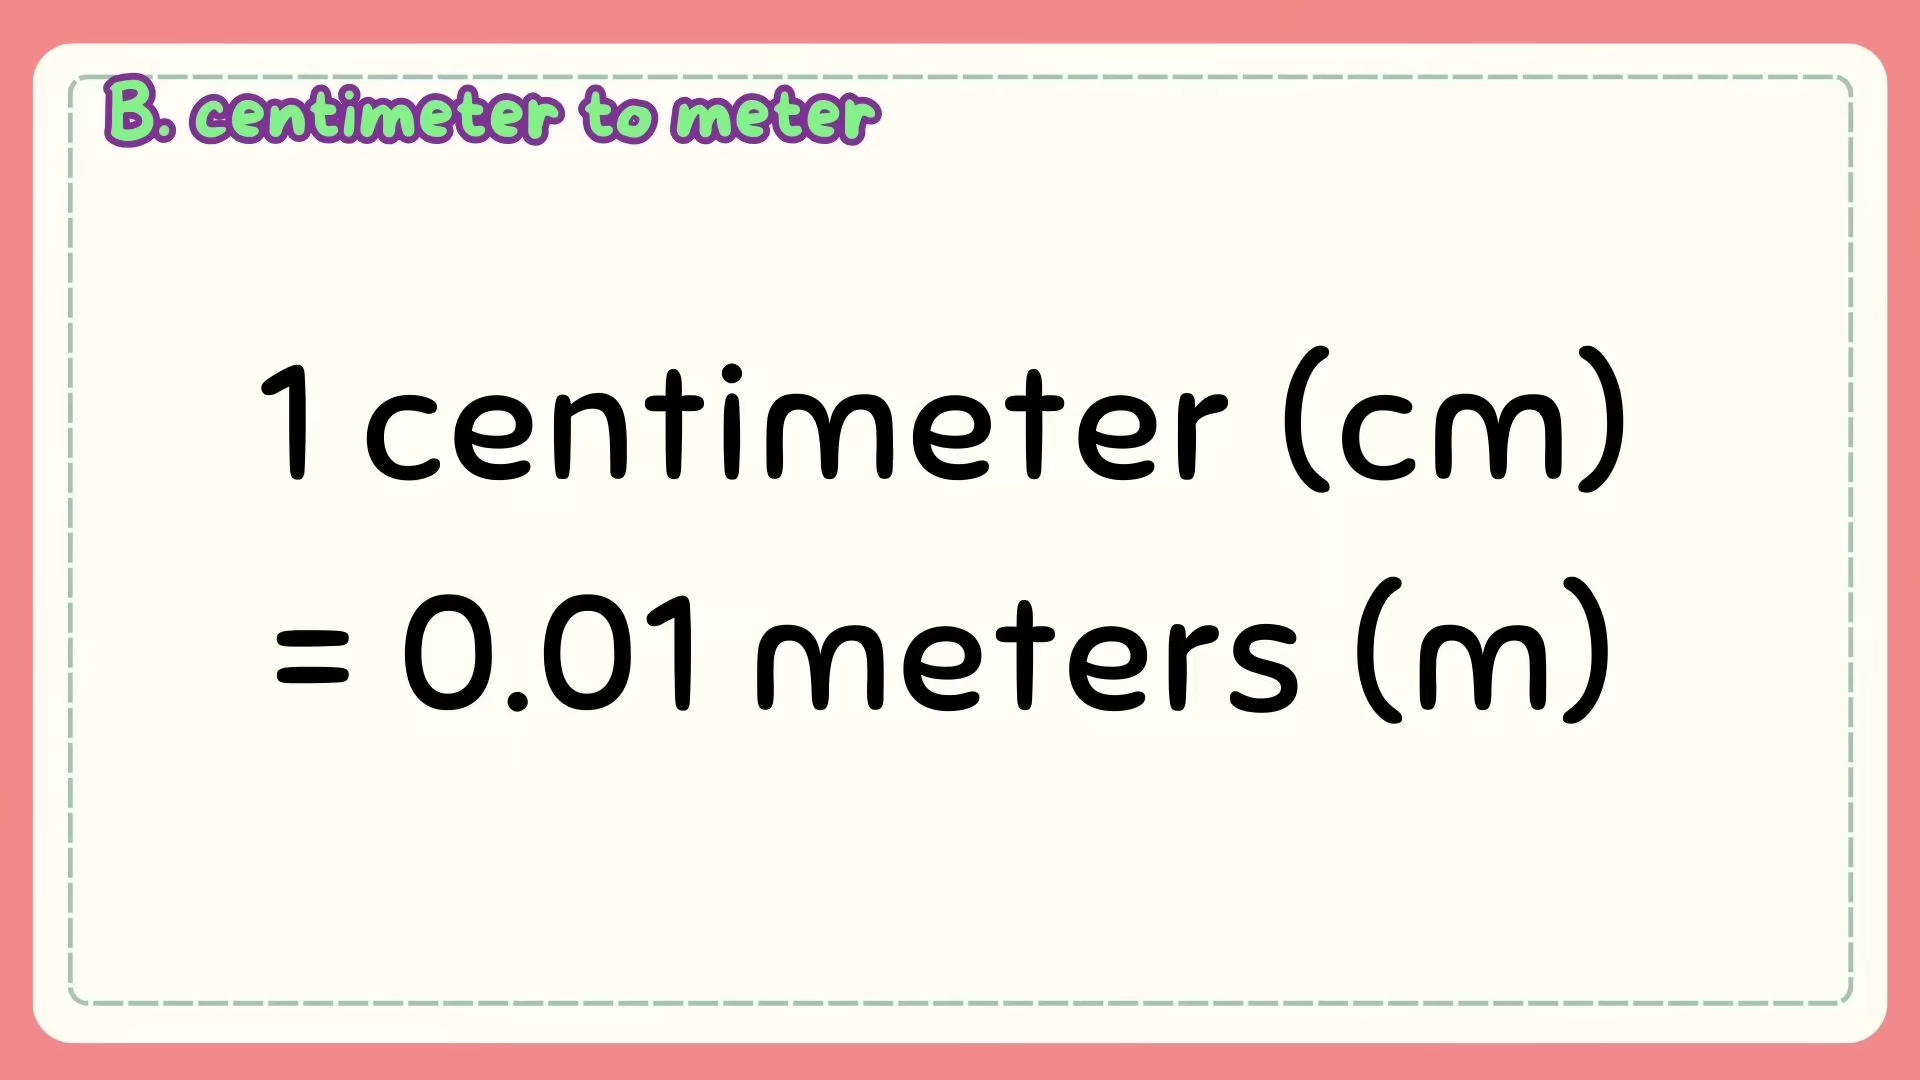 B. centimeter to meter
1 centimeter (cm)
= 0.01 meters (m)